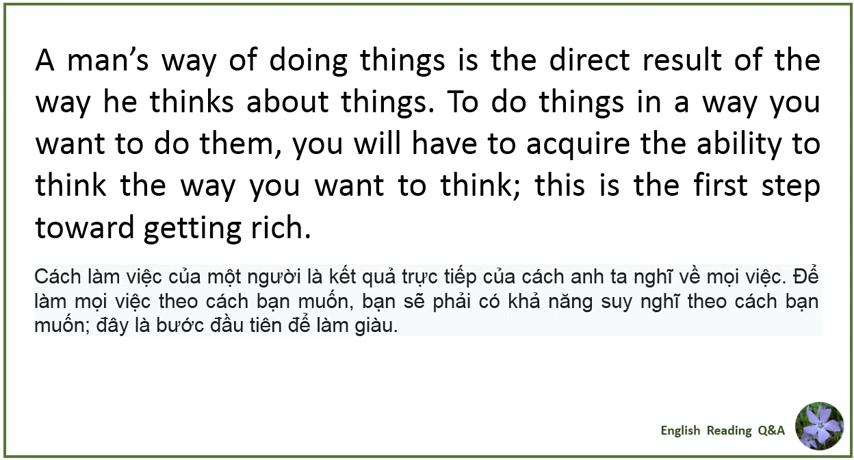 A man’s way of doing things is the direct result of the
way he thinks about things. To do things in a way you
want to do them, you will have to acquire the ability to
think the way you want to think; this is the first step
toward getting rich.
Cách làm việc của một người là kết quả trực tiếp của cách anh ta nghĩ về mọi việc. Để
làm mọi việc theo cách bạn muốn, bạn sẽ phải có khả năng suy nghĩ theo cách bạn
muốn; đây là bước đầu tiên để làm giàu.
English Reading Q&A